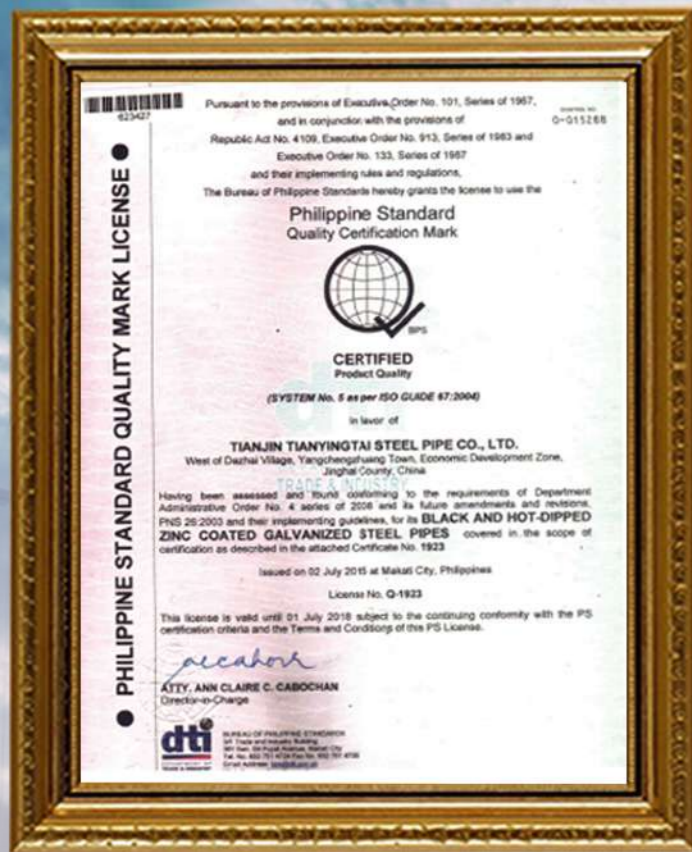 623427
Pursuant to the provisions of Executive Order No. 101, Series of 1967,
and in conjunction with the provisions of
Republic Act No. 4109, Executive Order No. 913, Series of 1983 and
Executive Order No. 133, Series of 1987
and their implementing rules and regulations,
The Bureau of Philippine Standards hereby grants the license to use the
Q-015268
PHILIPPINE STANDARD QUALITY MARK LICENSE
Philippine Standard
Quality Certification Mark
BPS
CERTIFIED
Product Quality
(SYSTEM No. 5 as per ISO GUIDE 67:2004)
in favor of
TIANJIN TIANYINGTAI STEEL PIPE CO., LTD.
West of Dazhai Village, Yangchengzhuang Town, Economic Development Zone,
Jinghai County, China
TRADE & INDUSTRY
Having been assessed and found conforming to the requirements of Department
Administrative Order No. 4 series of 2008 and its future amendments and revisions,
PNS 26:2003 and their implementing guidelines, for its BLACK AND HOT-DIPPED
ZINC COATED GALVANIZED STEEL PIPES covered in the scope of
certification as described in the attached Certificate No. 1923
Issued on 02 July 2015 at Makati City, Philippines
License No. Q-1923
This license is valid until 01 July 2018 subject to the continuing conformity with the PS
certification criteria and the Terms and Conditions of this PS License.
ATTY. ANN CLAIRE C. CABOCHAN
Director-in-Charge
dti
BUREAU OF PHILIPPINE STANDARDS
Trade and Industry Building